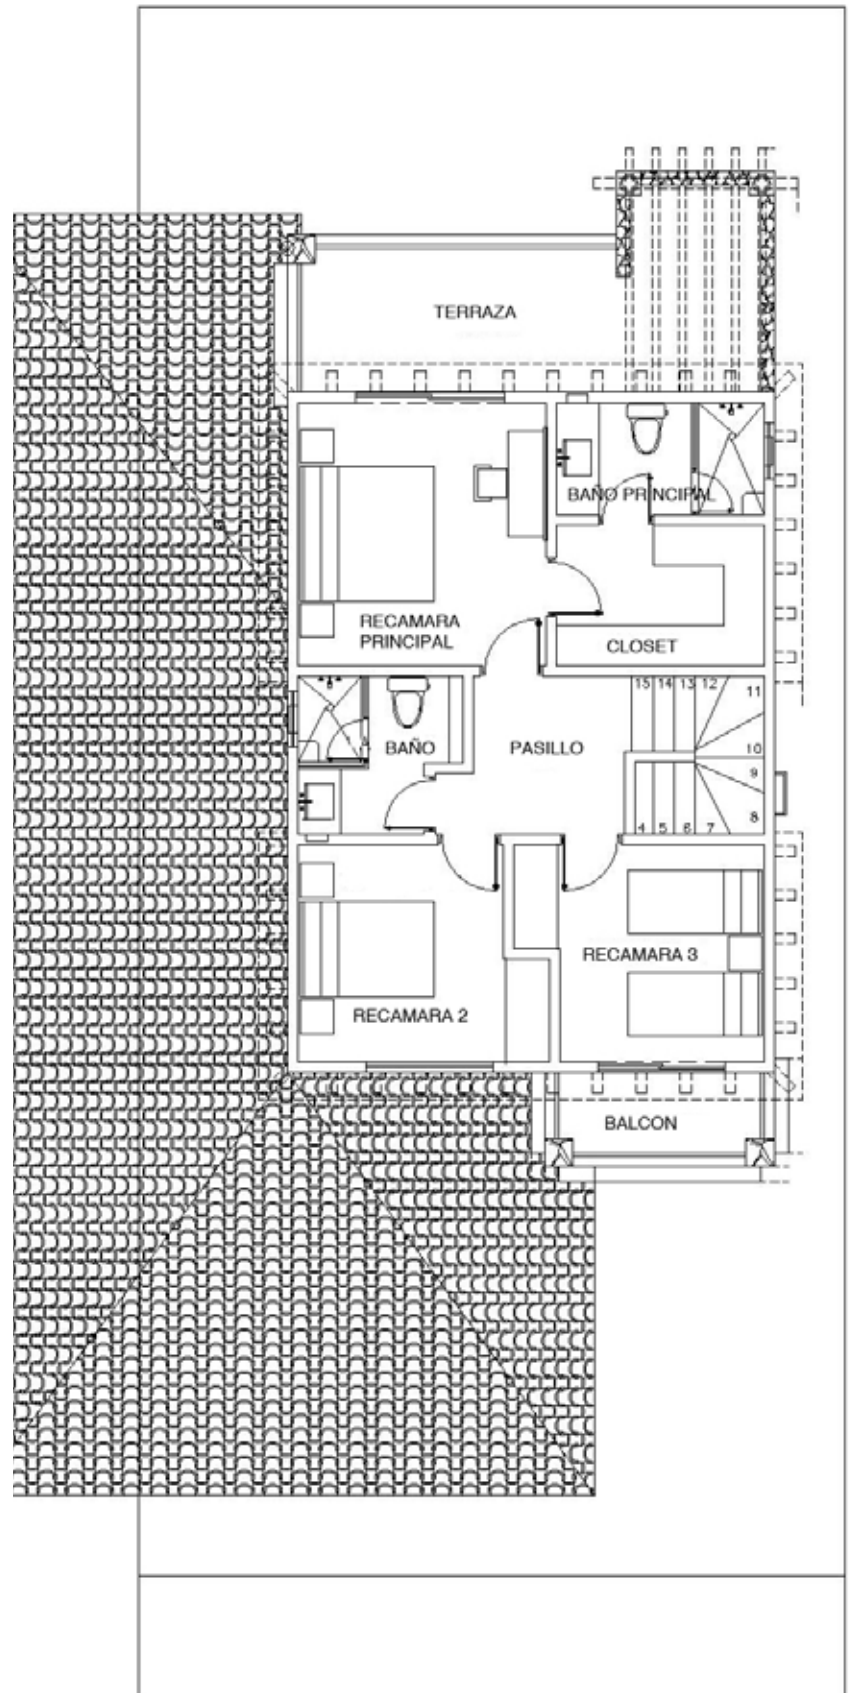 TERRAZA
BAÑO PRINCIPAL
RECAMARA
PRINCIPAL
CLOSET
15 14 13 12 11
BAÑO
PASILLO
10
9
4 5 6 7 8
RECAMARA 3
RECAMARA 2
BALCON